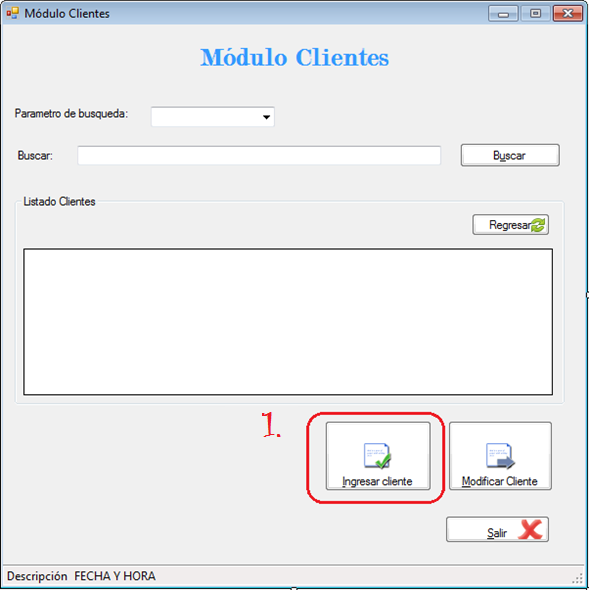 Módulo Clientes
Módulo Clientes
Parametro de busqueda:
Buscar:
Buscar
Listado Clientes
Regresar
1.
Ingresar cliente
Modificar Cliente
Salir
Descripción FECHA Y HORA